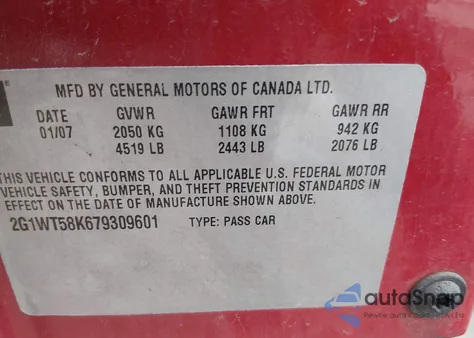 MFD BY GENERAL MOTORS OF CANADA LTD.
DATE GVWR GAWR FRT GAWR RR
01/07 2050 KG 1108 KG 942 KG
4519 LB 2443 LB 2076 LB
THIS VEHICLE CONFORMS TO ALL APPLICABLE U.S. FEDERAL MOTOR
VEHICLE SAFETY, BUMPER, AND THEFT PREVENTION STANDARDS
IN EFFECT ON THE DATE OF MANUFACTURE SHOWN ABOVE.
2G1WT58K679309601 TYPE: PASS CAR
autoSnap